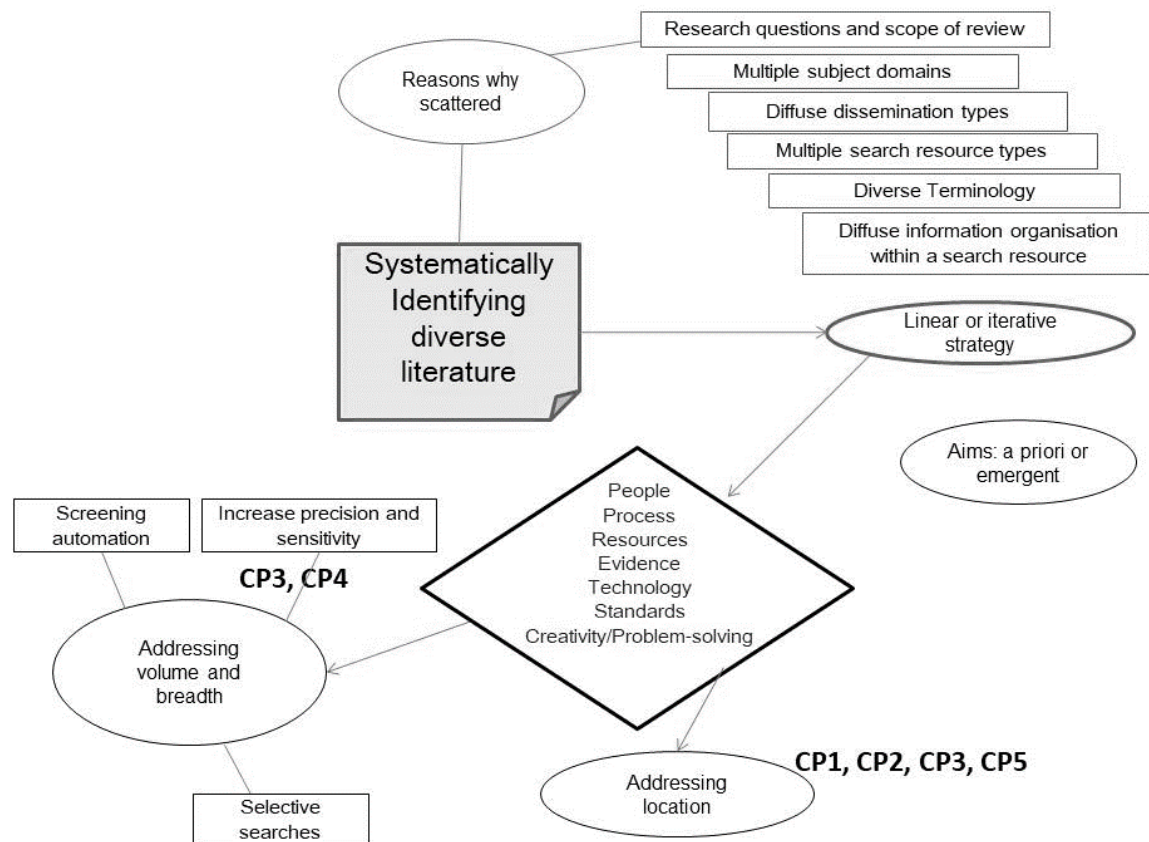 Research questions and scope of review
Reasons why
scattered
Multiple subject domains
Diffuse dissemination types
Multiple search resource types
Diverse Terminology
Diffuse information organisation
within a search resource
Systematically
Identifying
diverse
literature
Linear or iterative
strategy
Aims: a priori or
emergent
People
Process
Resources
Evidence
Technology
Standards
Creativity/Problem-solving
Screening
automation
Increase precision and
sensitivity
CP3, CP4
Addressing
volume and
breadth
Selective
searches
Addressing
location
CP1, CP2, CP3, CP5